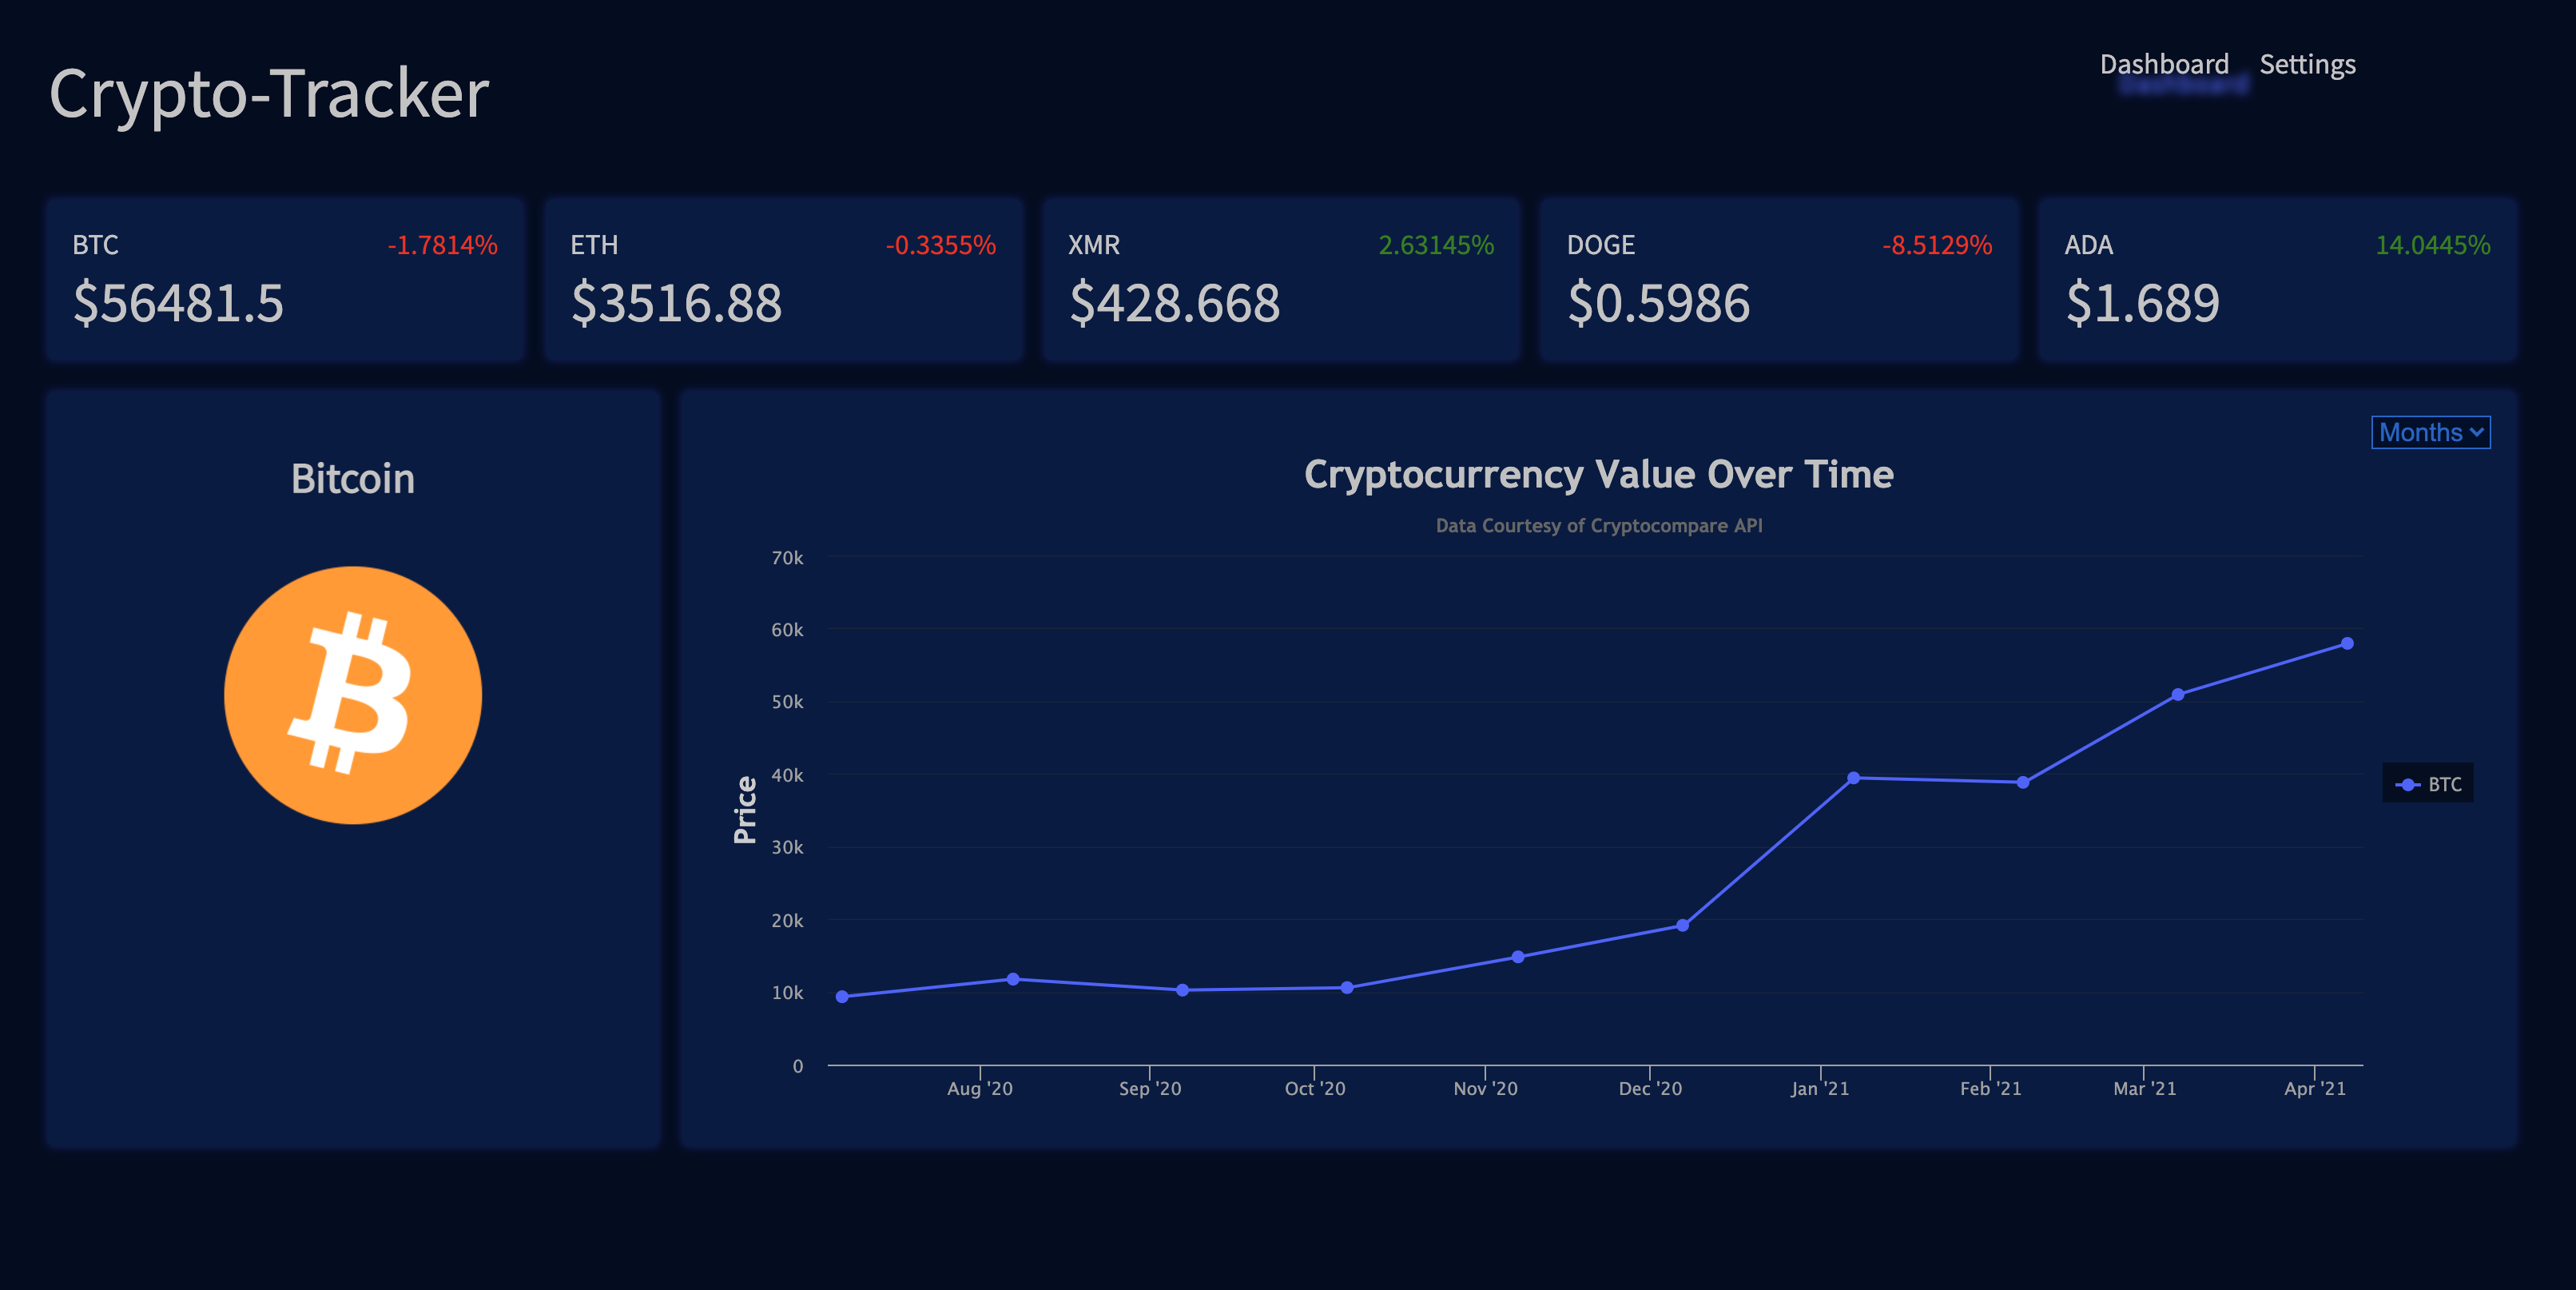 Crypto-Tracker
Dashboard Settings
Dashboard
BTC -1.7814%
$56481.5
ETH -0.3355%
$3516.88
XMR 2.63145%
$428.668
DOGE -8.5129%
$0.5986
ADA 14.0445%
$1.689
Bitcoin
Months
Cryptocurrency Value Over Time
Data Courtesy of Cryptocompare API
Price
70k
60k
50k
40k
30k
20k
10k
0
Aug '20 Sep '20 Oct '20 Nov '20 Dec '20 Jan '21 Feb '21 Mar '21 Apr '21
BTC